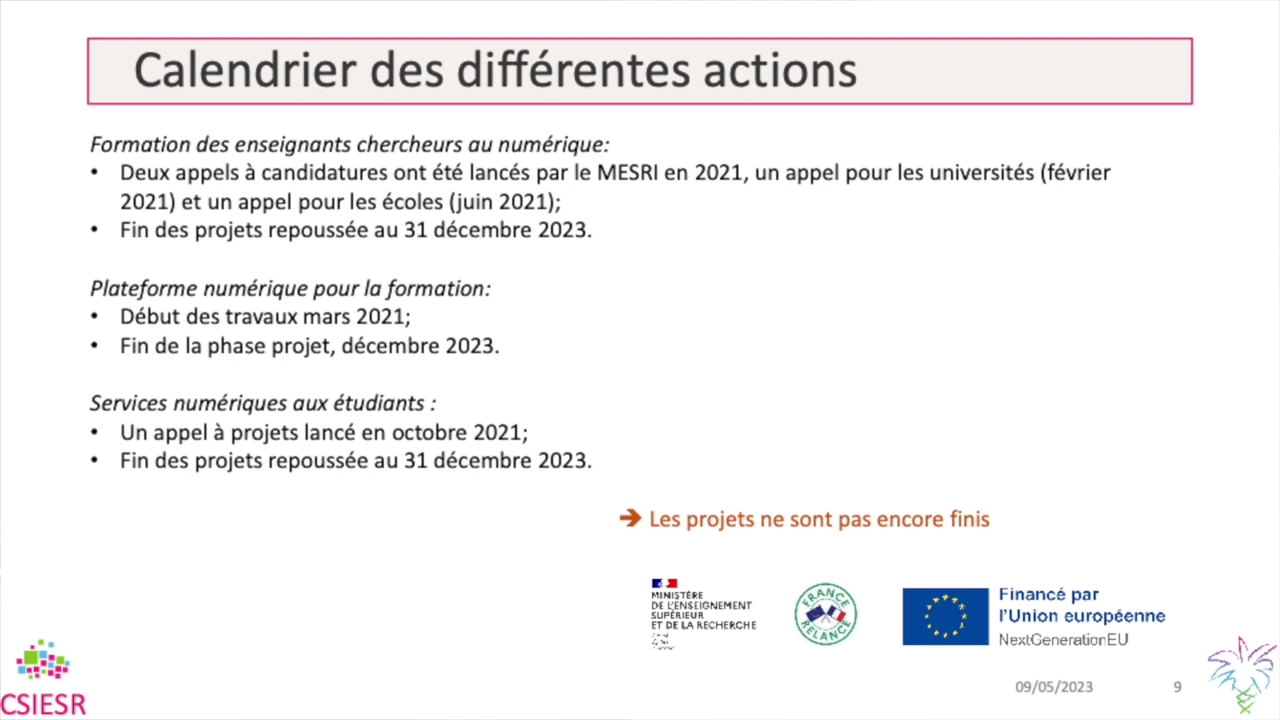 Calendrier des différentes actions
Formation des enseignants chercheurs au numérique:
• Deux appels à candidatures ont été lancés par le MESRI en 2021, un appel pour les universités (février
2021) et un appel pour les écoles (juin 2021);
• Fin des projets repoussée au 31 décembre 2023.
Plateforme numérique pour la formation:
• Début des travaux mars 2021;
• Fin de la phase projet, décembre 2023.
Services numériques aux étudiants :
• Un appel à projets lancé en octobre 2021;
• Fin des projets repoussée au 31 décembre 2023.
➔ Les projets ne sont pas encore finis
MINISTÈRE
DE L'ENSEIGNEMENT
SUPÉRIEUR
ET DE LA RECHERCHE
FRANCE
RELANCE
Financé par
l'Union européenne
NextGenerationEU
CSIESR
09/05/2023
9